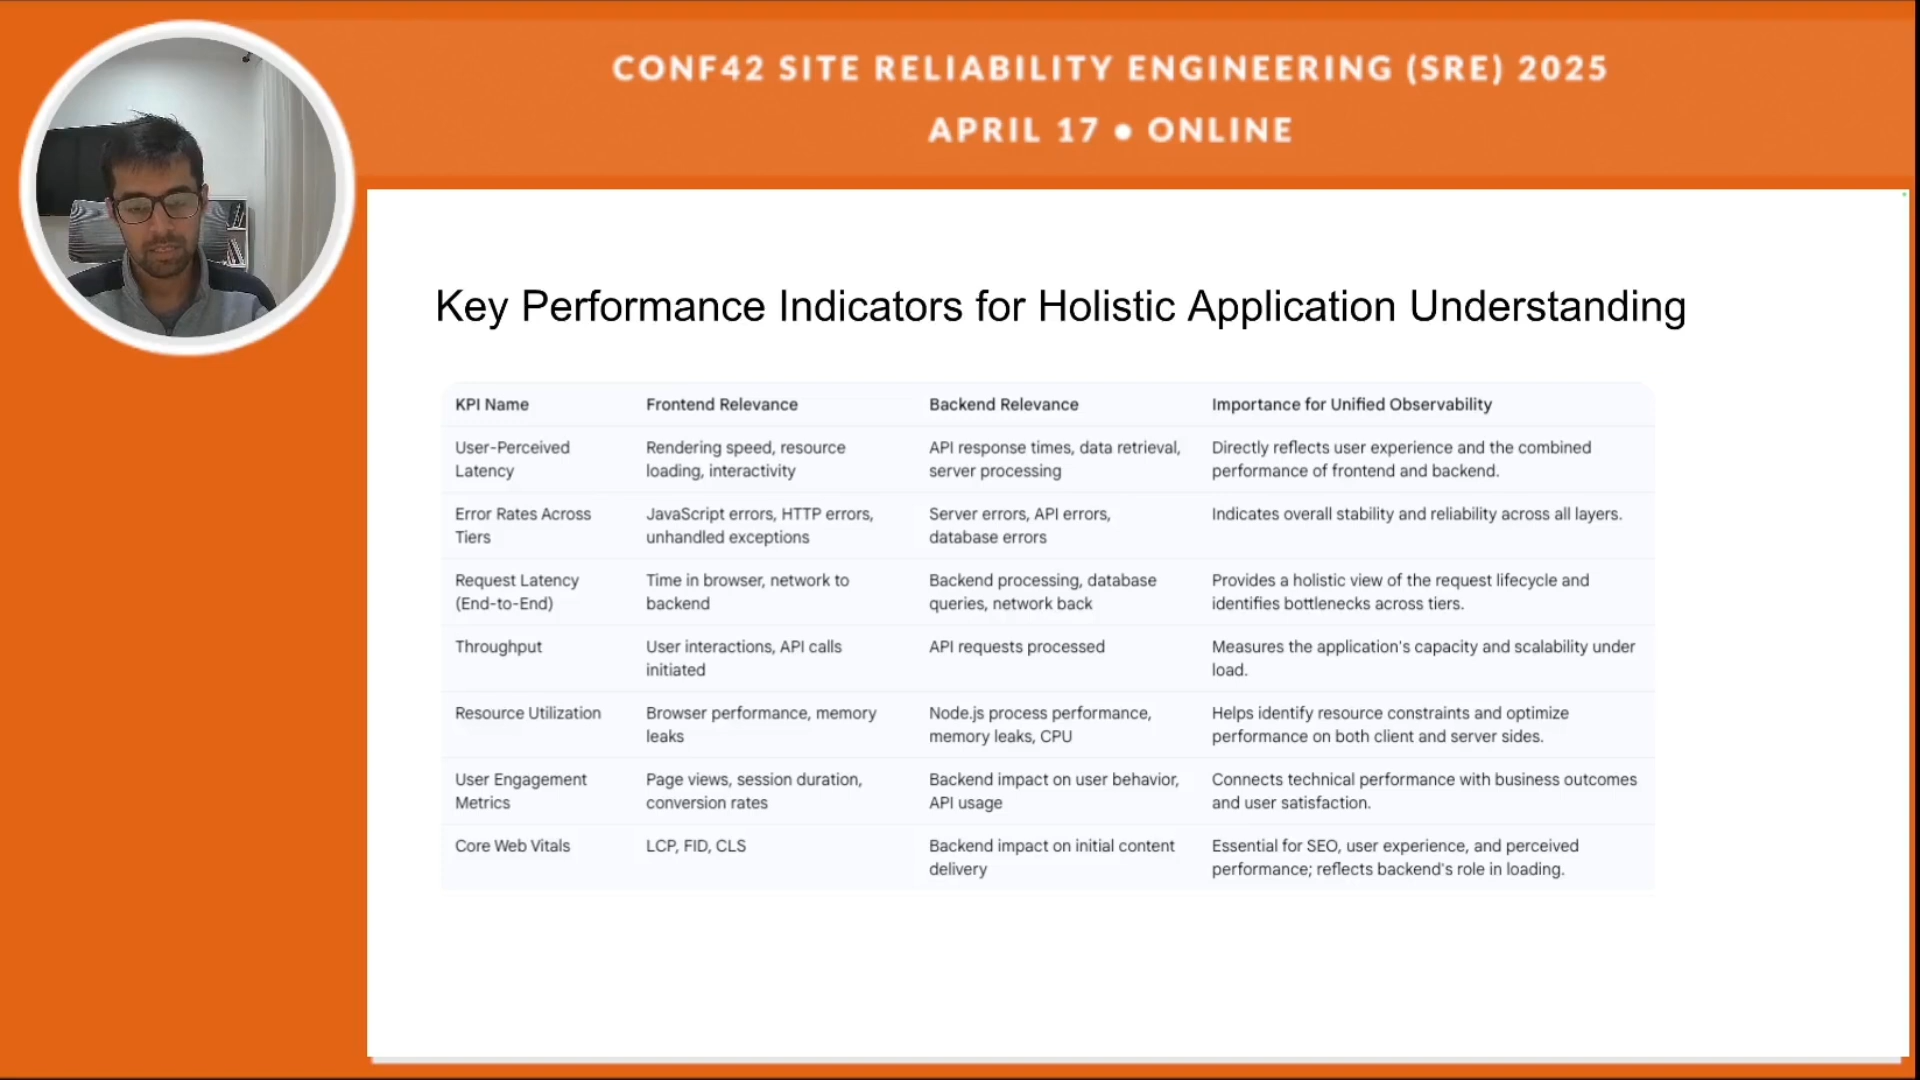 CONF42 SITE RELIABILITY ENGINEERING (SRE) 2025
APRIL 17 ● ONLINE
Key Performance Indicators for Holistic Application Understanding
KPI Name Frontend Relevance Backend Relevance Importance for Unified Observability
User-Perceived Rendering speed, resource API response times, data retrieval, Directly reflects user experience and the combined
Latency loading, interactivity server processing performance of frontend and backend.
Error Rates Across JavaScript errors, HTTP errors, Server errors, API errors, Indicates overall stability and reliability across all layers.
Tiers unhandled exceptions database errors
Request Latency Time in browser, network to Backend processing, database Provides a holistic view of the request lifecycle and
(End-to-End) backend queries, network back identifies bottlenecks across tiers.
Throughput User interactions, API calls API requests processed Measures the application's capacity and scalability under
initiated load.
Resource Utilization Browser performance, memory Node.js process performance, Helps identify resource constraints and optimize
leaks memory leaks, CPU performance on both client and server sides.
User Engagement Page views, session duration, Backend impact on user behavior, Connects technical performance with business outcomes
Metrics conversion rates API usage and user satisfaction.
Core Web Vitals LCP, FID, CLS Backend impact on initial content Essential for SEO, user experience, and perceived
delivery performance; reflects backend's role in loading.